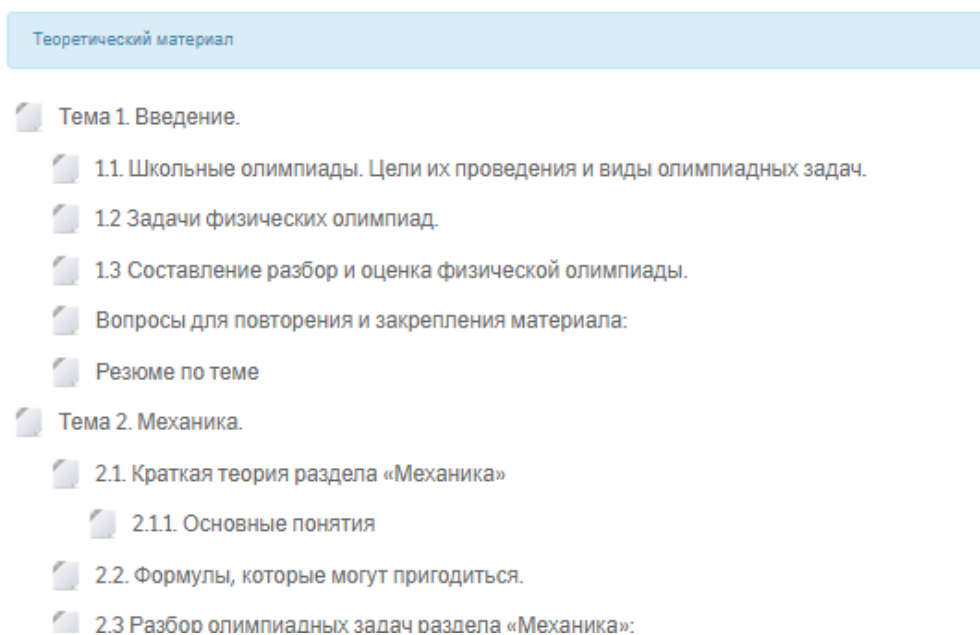 Теоретический материал
Тема 1. Введение.
1.1. Школьные олимпиады. Цели их проведения и виды олимпиадных задач.
1.2 Задачи физических олимпиад.
1.3 Составление разбор и оценка физической олимпиады.
Вопросы для повторения и закрепления материала:
Резюме по теме
Тема 2. Механика.
2.1. Краткая теория раздела «Механика»
2.1.1. Основные понятия
2.2. Формулы, которые могут пригодиться.
2.3 Разбор олимпиадных задач раздела «Механика»: